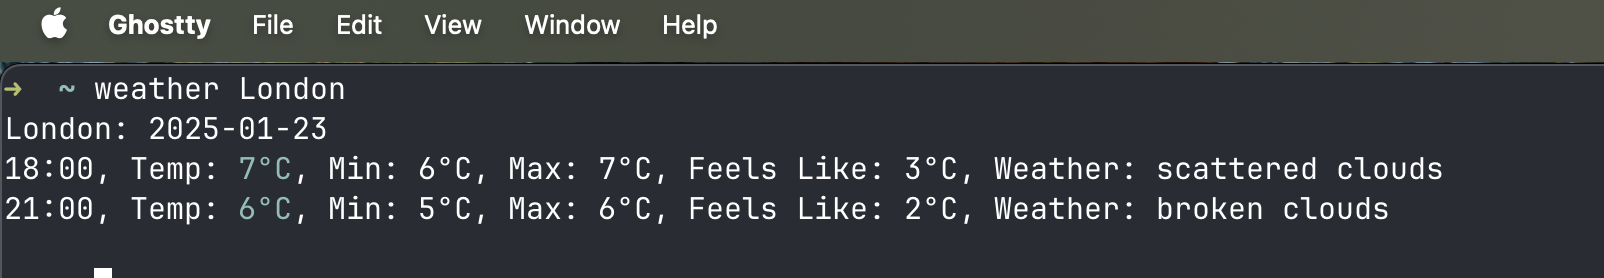 Ghostty File Edit View Window Help
➜ ~ weather London
London: 2025-01-23
18:00, Temp: 7°C, Min: 6°C, Max: 7°C, Feels Like: 3°C, Weather: scattered clouds
21:00, Temp: 6°C, Min: 5°C, Max: 6°C, Feels Like: 2°C, Weather: broken clouds